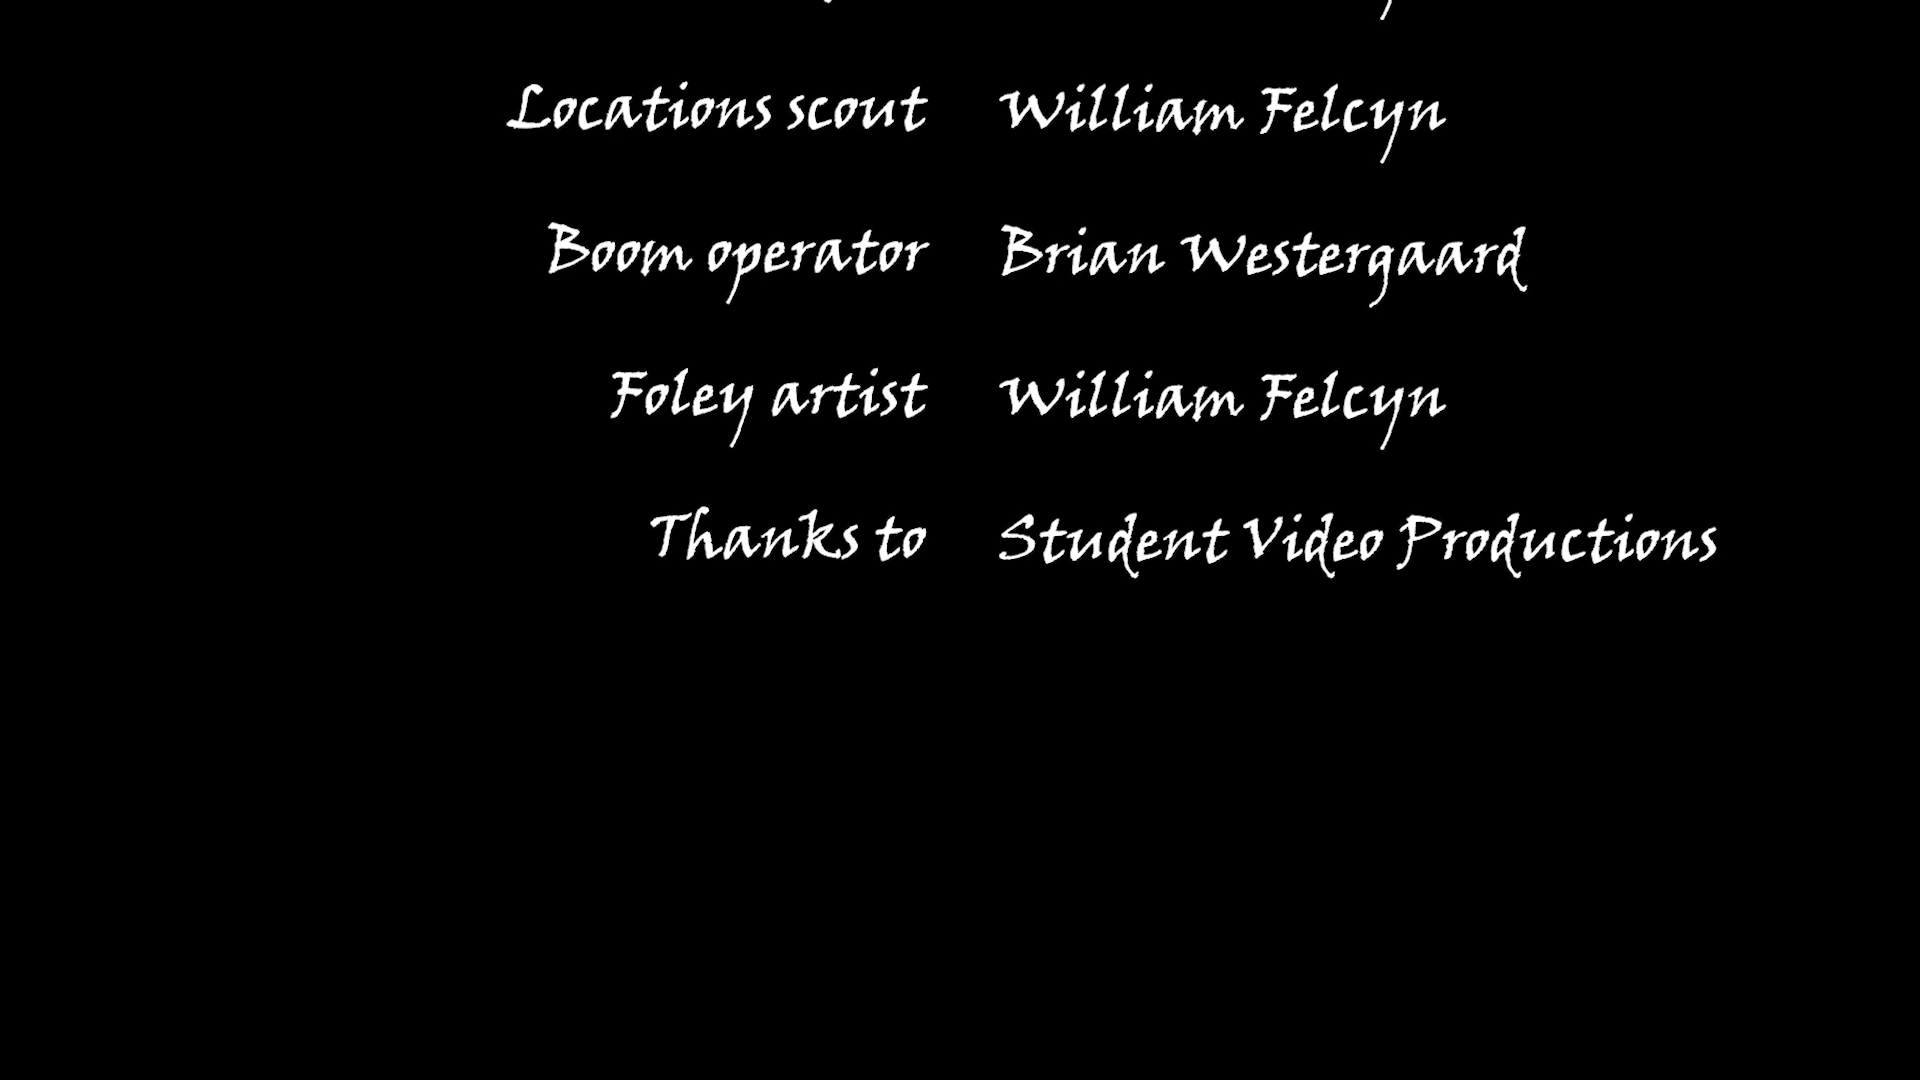 Locations scout William Felcyn
Boom operator Brian Westergaard
Foley artist William Felcyn
Thanks to Student Video Productions